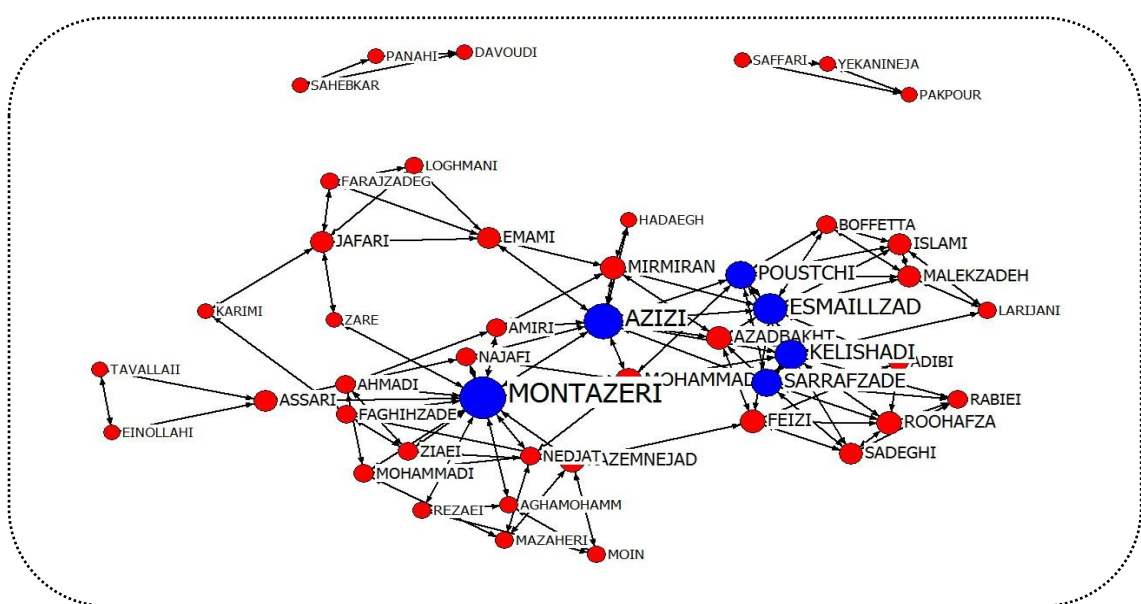 PANAHI
DAVOUDI
SAHEBKAR
SAFFARI
YEKANINEJA
PAKPOUR
LOGHMANI
FARAJZADEG
HADAEGH
BOFFETTA
JAFARI
EMAMI
ISLAMI
MIRMIRAN
POUSTCHI
MALEKZADEH
KARIMI
ZARE
ESMAILLZAD
LARIJANI
AZIZI
AMIRI
AZADBAKHT
NAJAFI
KELISHADI
ADIBI
TAVALLAII
AHMADI
MOHAMMAD
SARRAFZADE
ASSARI
MONTAZERI
RABIEI
FAGHIHZADE
FEIZI
ROOHAFZA
EINOLLAHI
ZIAEI
NEDJAT
AZEMNEJAD
SADEGHI
MOHAMMADI
REZAEI
AGHAMOHAMM
MAZAHERI
MOIN